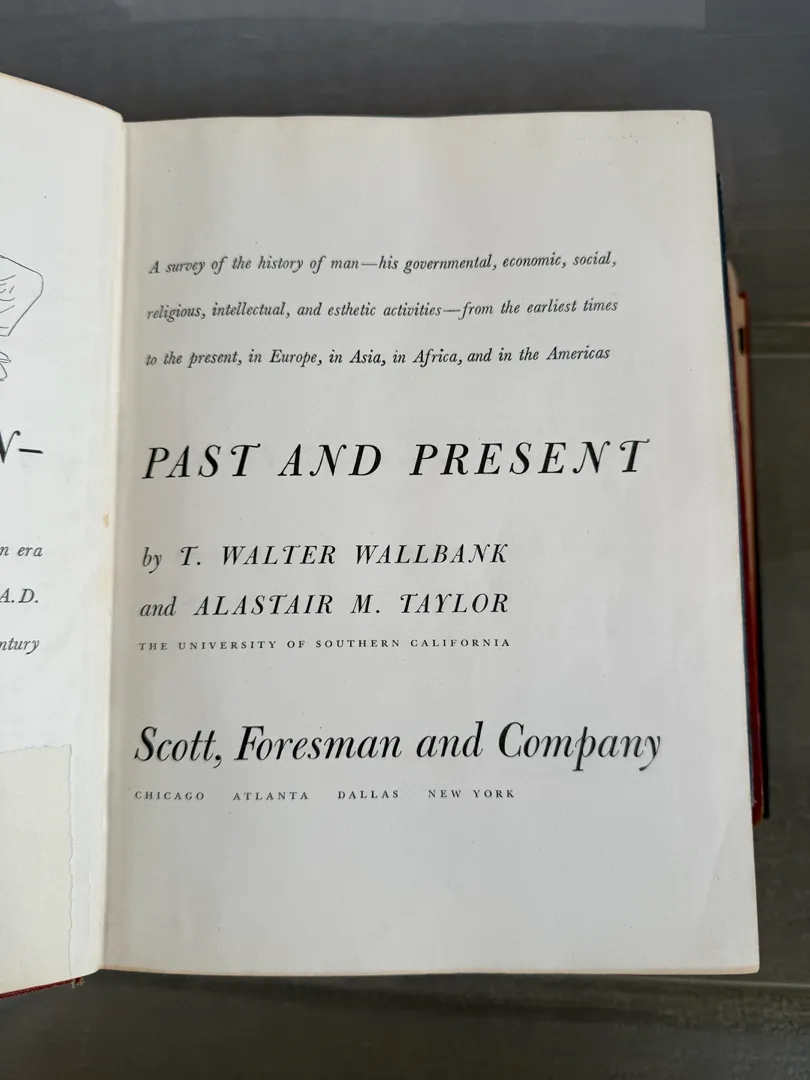 N—
n era
A.D.
ntury
A survey of the history of man—his governmental, economic, social,
religious, intellectual, and esthetic activities—from the earliest times
to the present, in Europe, in Asia, in Africa, and in the Americas
PAST AND PRESENT
by T. WALTER WALLBANK
and ALASTAIR M. TAYLOR
THE UNIVERSITY OF SOUTHERN CALIFORNIA
Scott, Foresman and Company
CHICAGO ATLANTA DALLAS NEW YORK